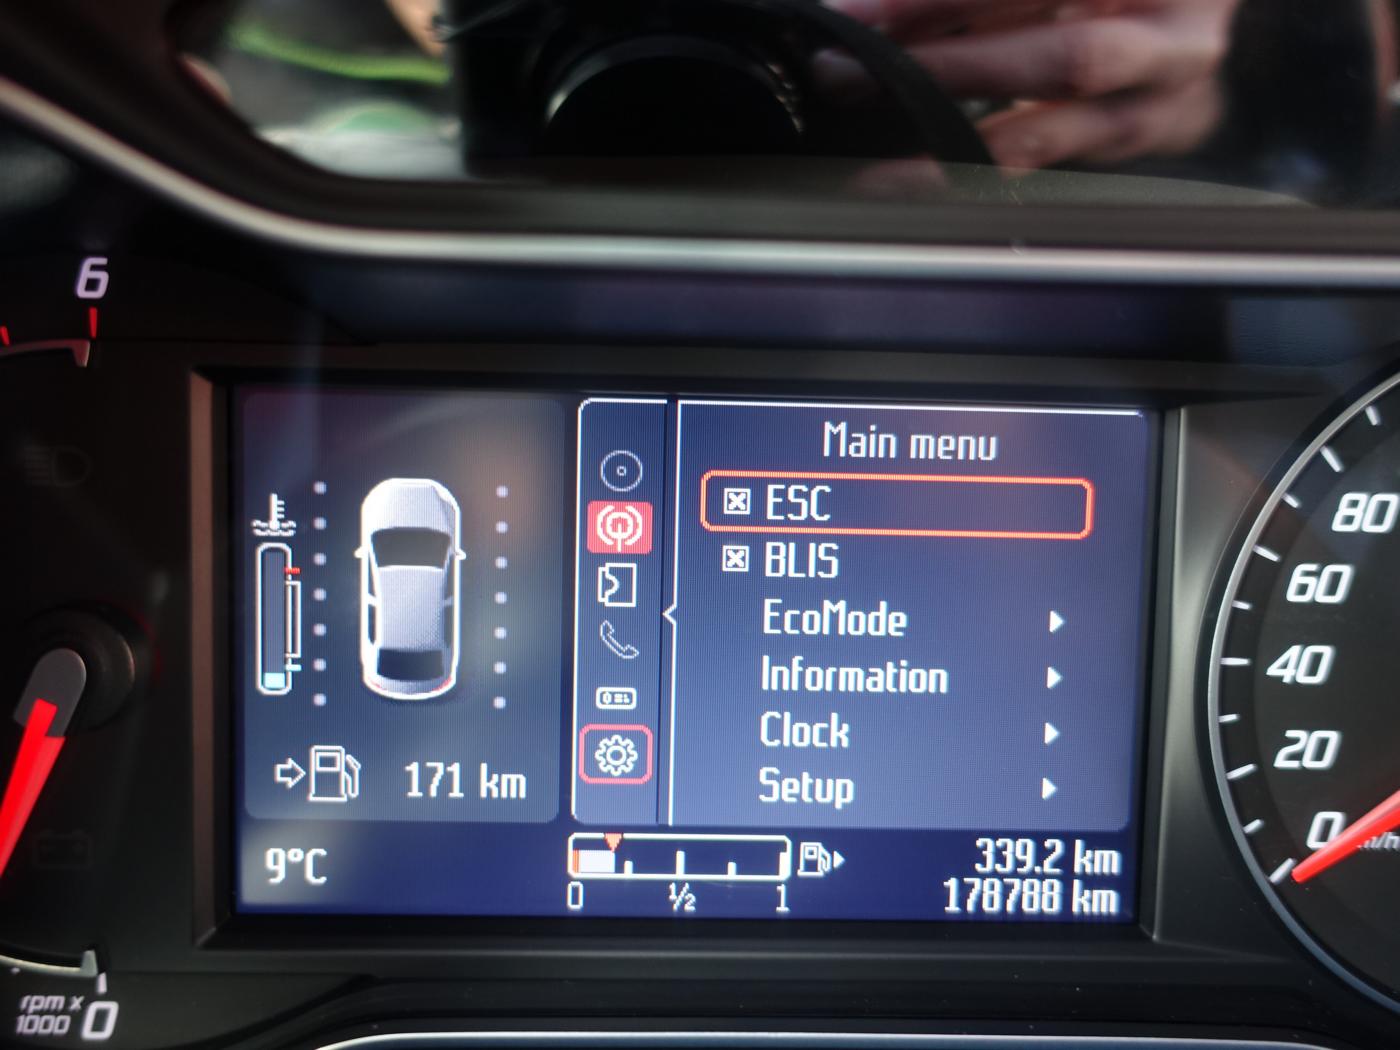 6
Main menu
ESC
BLIS
EcoMode
Information
Clock
Setup
171 km
9°C
0 ½ 1
339.2 km
178788 km
80
60
40
20
0
rpm x
1000 0